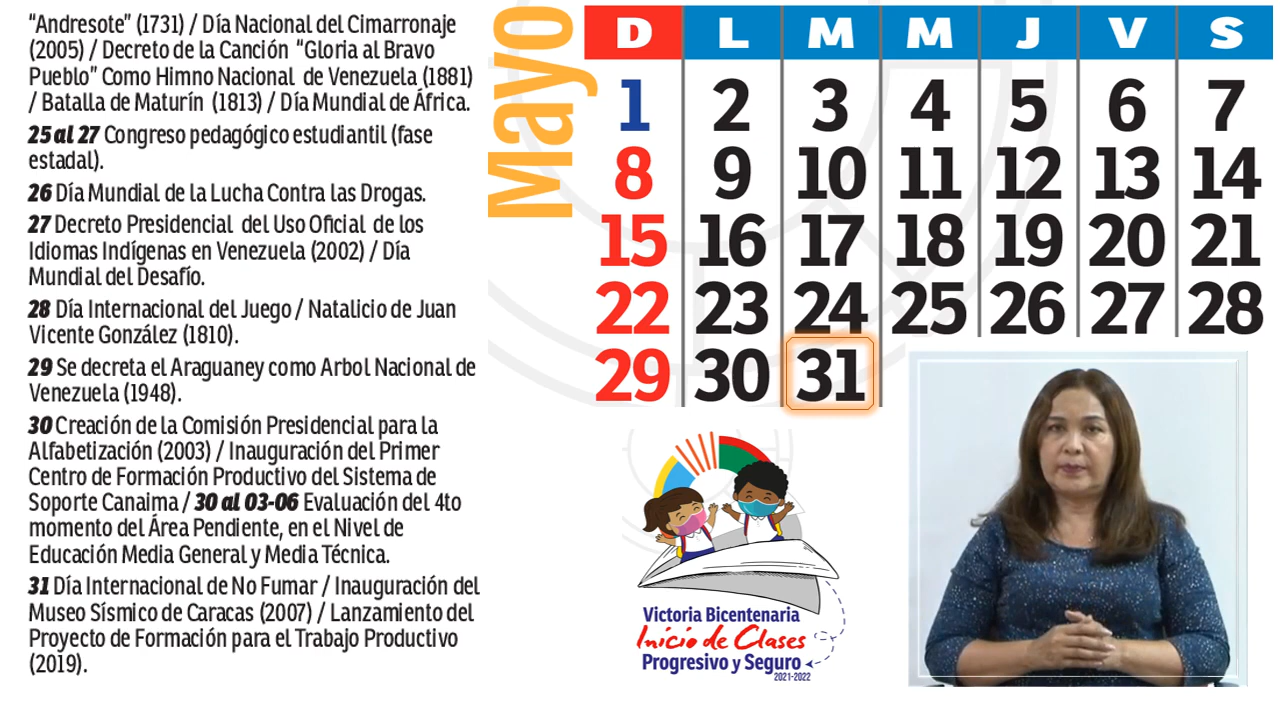 “Andresote” (1731) / Día Nacional del Cimarronaje
(2005) / Decreto de la Canción “Gloria al Bravo
Pueblo” Como Himno Nacional de Venezuela (1881)
/ Batalla de Maturín (1813) / Día Mundial de África.
25 al 27 Congreso pedagógico estudiantil (fase
estadal).
26 Día Mundial de la Lucha Contra las Drogas.
27 Decreto Presidencial del Uso Oficial de los
Idiomas Indígenas en Venezuela (2002) / Día
Mundial del Desafío.
28 Día Internacional del Juego / Natalicio de Juan
Vicente González (1810).
29 Se decreta el Araguaney como Arbol Nacional de
Venezuela (1948).
30 Creación de la Comisión Presidencial para la
Alfabetización (2003) / Inauguración del Primer
Centro de Formación Productivo del Sistema de
Soporte Canaima / 30 al 03-06 Evaluación del 4to
momento del Área Pendiente, en el Nivel de
Educación Media General y Media Técnica.
31 Día Internacional de No Fumar / Inauguración del
Museo Sísmico de Caracas (2007) / Lanzamiento del
Proyecto de Formación para el Trabajo Productivo
(2019).
Mayo
D L M M J V S
1 2 3 4 5 6 7
8 9 10 11 12 13 14
15 16 17 18 19 20 21
22 23 24 25 26 27 28
29 30 31
Victoria Bicentenaria
Inicio de Clases
Progresivo y Seguro
2021-2022